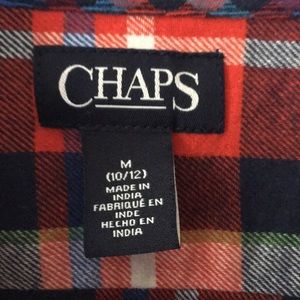 CHAPS
M
(10/12)
MADE IN
INDIA
FABRIQUÉ EN
INDE
HECHO EN
INDIA